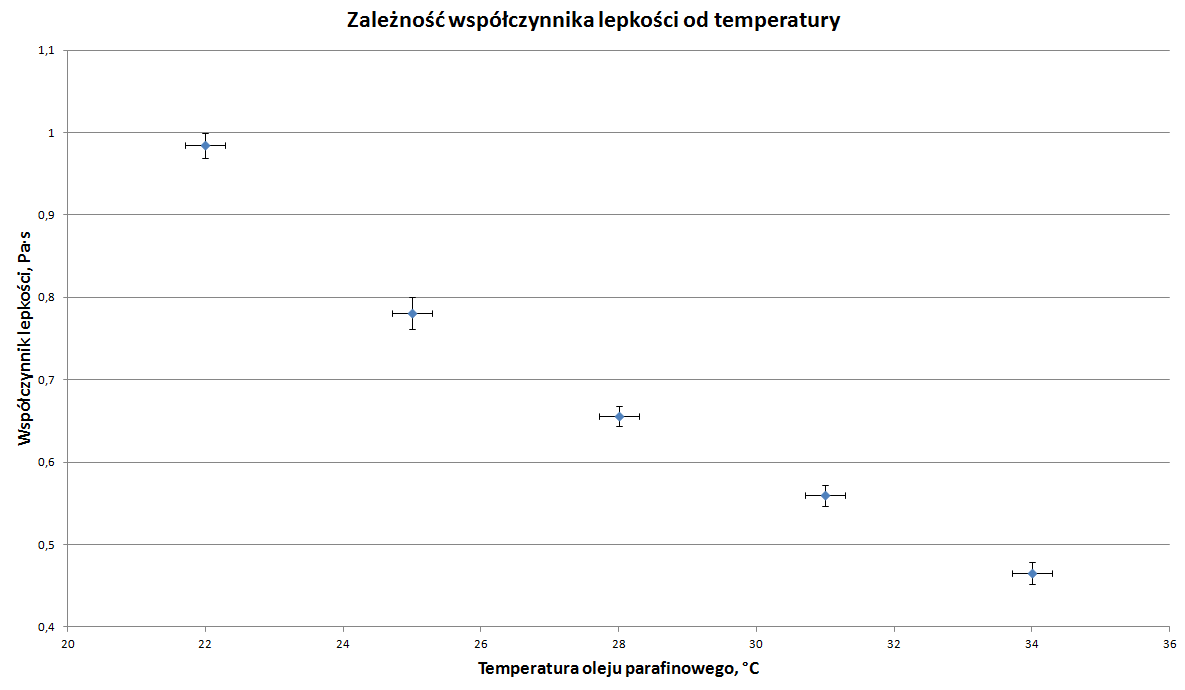 Zależność współczynnika lepkości od temperatury
Współczynnik lepkości, Pa·s
1,1
1
0,9
0,8
0,7
0,6
0,5
0,4
20 22 24 26 28 30 32 34 36
Temperatura oleju parafinowego, °C